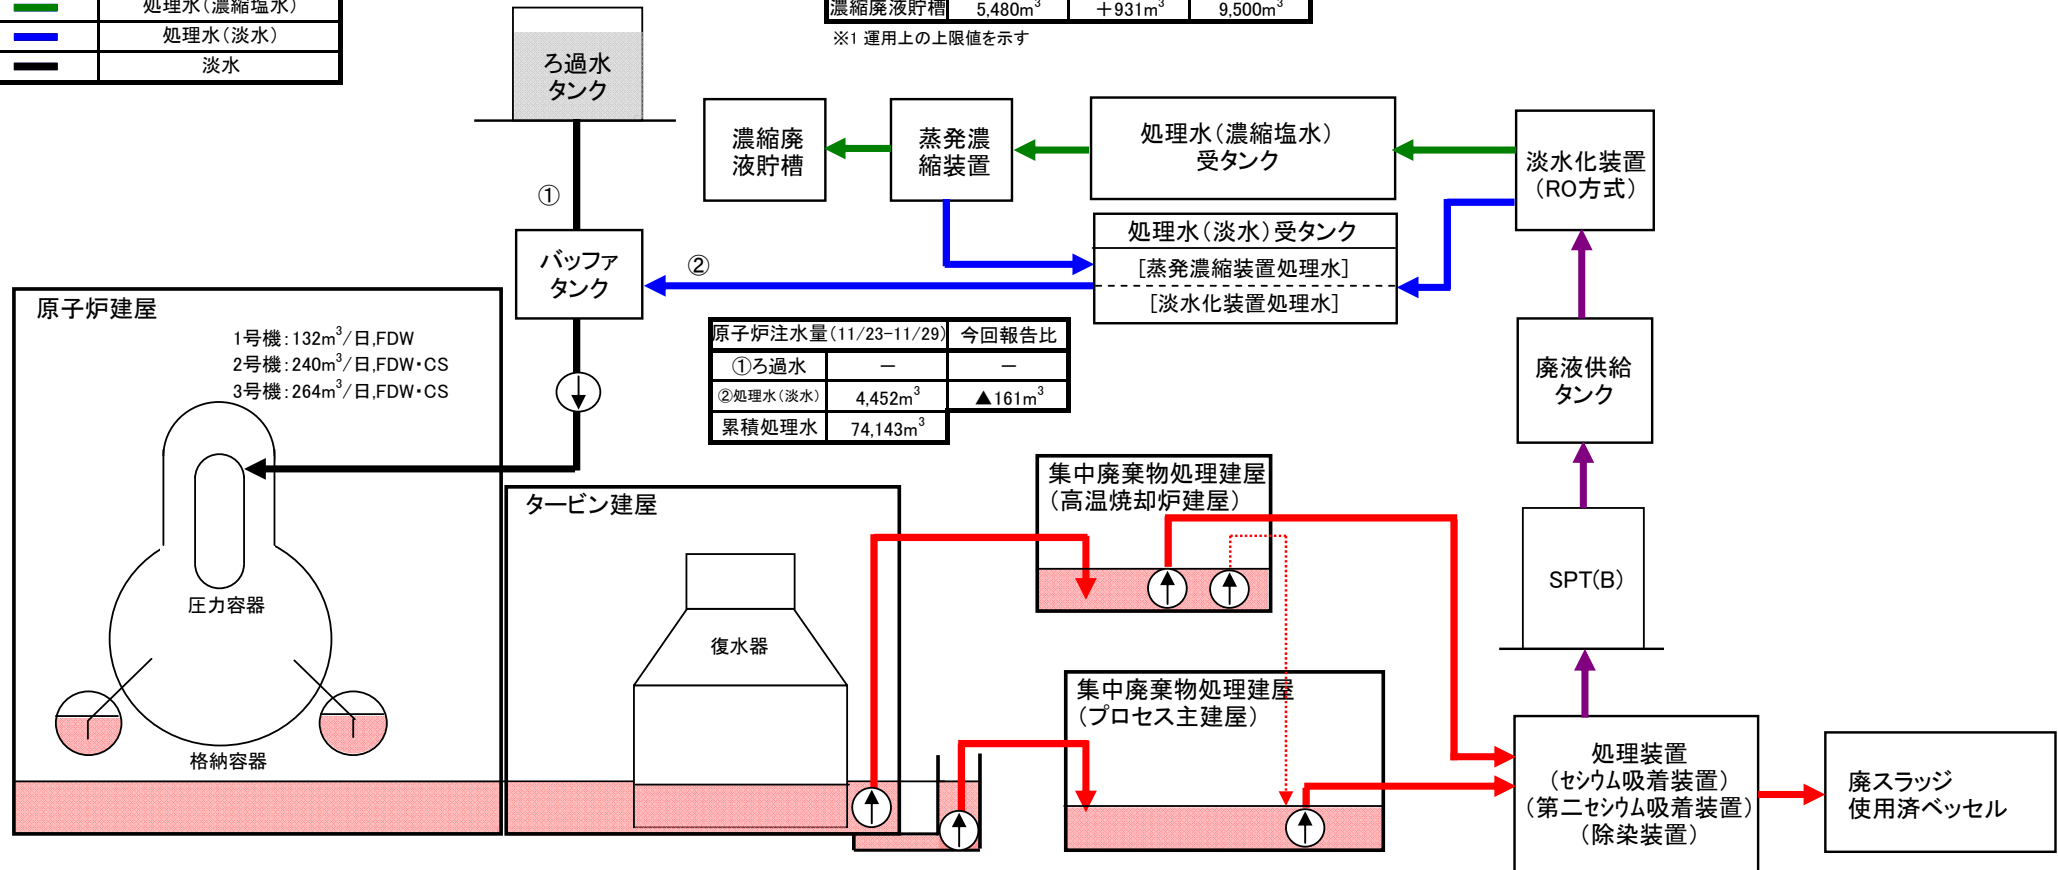 処理水(濃縮塩水)
処理水(淡水)
淡水
濃縮廃液貯槽 5,480m³ +931m³ 9,500m³
※1 運用上の上限値を示す
ろ過水
タンク
濃縮廃
液貯槽
蒸発濃
縮装置
処理水(濃縮塩水)
受タンク
淡水化装置
(RO方式)
①
処理水(淡水)受タンク
[蒸発濃縮装置処理水]
[淡水化装置処理水]
バッファ
タンク
②
原子炉建屋
1号機:132m³/日,FDW
2号機:240m³/日,FDW・CS
3号機:264m³/日,FDW・CS
原子炉注水量(11/23-11/29) 今回報告比
①ろ過水 － －
②処理水(淡水) 4,452m³ ▲161m³
累積処理水 74,143m³
廃液供給
タンク
タービン建屋
集中廃棄物処理建屋
(高温焼却炉建屋)
SPT(B)
圧力容器
復水器
集中廃棄物処理建屋
(プロセス主建屋)
格納容器
処理装置
(セシウム吸着装置)
(第二セシウム吸着装置)
(除染装置)
廃スラッジ
使用済ベッセル